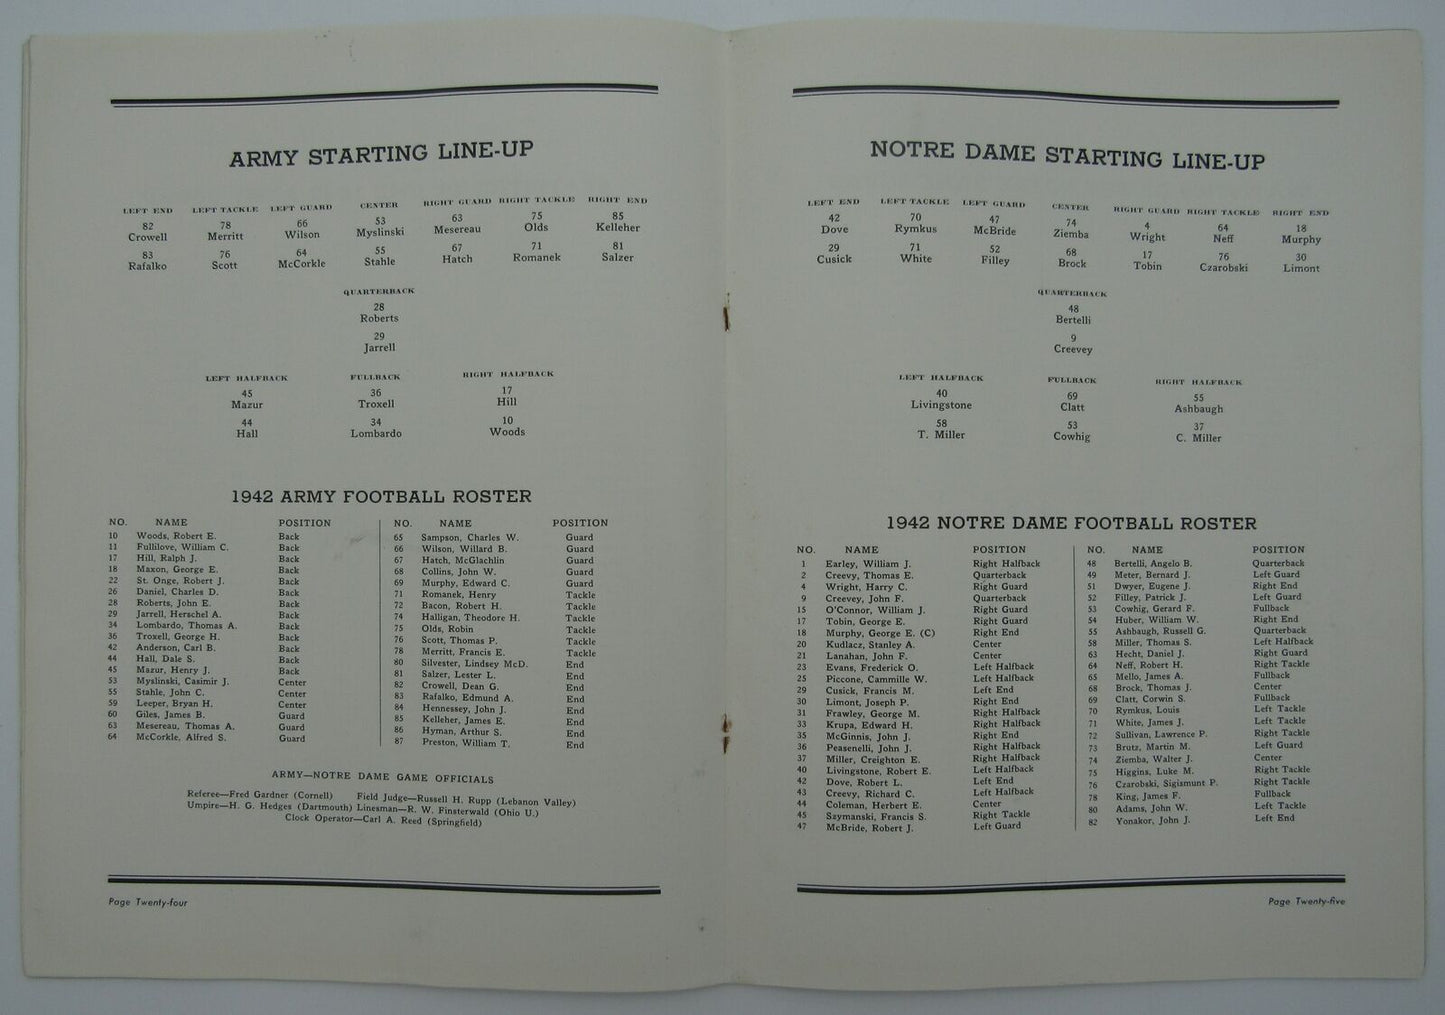 ARMY STARTING LINE-UP
LEFT END LEFT TACKLE LEFT GUARD CENTER RIGHT GUARD RIGHT TACKLE RIGHT END
82 78 66 53 63 75 85
Crowell Merritt Wilson Myslinski Mesereau Olds Kelleher
83 76 64 55 67 71 81
Rafalko Scott McCorkle Stahle Hatch Romanek Salzer
QUARTERBACK
28
Roberts
29
Jarrell
LEFT HALFBACK FULLBACK RIGHT HALFBACK
45 36 17
Mazur Troxell Hill
44 34 10
Hall Lombardo Woods
1942 ARMY FOOTBALL ROSTER
NO. NAME POSITION
10 Woods, Robert E. Back
11 Fullilove, William C. Back
17 Hill, Ralph J. Back
18 Maxon, George E. Back
22 St. Onge, Robert J. Back
26 Daniel, Charles D. Back
28 Roberts, John E. Back
29 Jarrell, Herschel A. Back
34 Lombardo, Thomas A. Back
36 Troxell, George H. Back
42 Anderson, Carl B. Back
44 Hall, Dale S. Back
45 Mazur, Henry J. Back
53 Myslinski, Casimir J. Center
55 Stahle, John C. Center
59 Leeper, Bryan H. Center
60 Giles, James B. Guard
63 Mesereau, Thomas A. Guard
64 McCorkle, Alfred S. Guard
NO. NAME POSITION
65 Sampson, Charles W. Guard
66 Wilson, Willard B. Guard
67 Hatch, McGlachlin Guard
68 Collins, John W. Guard
69 Murphy, Edward C. Guard
71 Romanek, Henry Tackle
72 Bacon, Robert H. Tackle
74 Halligan, Theodore H. Tackle
75 Olds, Robin Tackle
76 Scott, Thomas P. Tackle
78 Merritt, Francis E. Tackle
80 Silvester, Lindsey McD. End
81 Salzer, Lester L. End
82 Crowell, Dean G. End
83 Rafalko, Edmund A. End
84 Hennessey, John J. End
85 Kelleher, James E. End
86 Hyman, Arthur S. End
87 Preston, William T. End
ARMY—NOTRE DAME GAME OFFICIALS
Referee—Fred Gardner (Cornell) Field Judge—Russell H. Rupp (Lebanon Valley)
Umpire—H. G. Hedges (Dartmouth) Linesman—R. W. Finsterwald (Ohio U.)
Clock Operator—Carl A. Reed (Springfield)
Page Twenty-four
NOTRE DAME STARTING LINE-UP
LEFT END LEFT TACKLE LEFT GUARD CENTER RIGHT GUARD RIGHT TACKLE RIGHT END
42 70 47 74 4 64 18
Dove Rymkus McBride Ziemba Wright Neff Murphy
29 71 52 68 17 76 30
Cusick White Filley Brock Tobin Czarobski Limont
QUARTERBACK
48
Bertelli
9
Creevey
LEFT HALFBACK FULLBACK RIGHT HALFBACK
40 69 55
Livingstone Clatt Ashbaugh
58 53 37
T. Miller Cowhig C. Miller
1942 NOTRE DAME FOOTBALL ROSTER
NO. NAME POSITION
1 Earley, William J. Right Halfback
2 Creevy, Thomas E. Quarterback
4 Wright, Harry C. Right Guard
9 Creevey, John F. Quarterback
15 O'Connor, William J. Right Guard
17 Tobin, George E. Right Guard
18 Murphy, George E. (C) Right End
20 Kudlacz, Stanley A. Center
21 Lanahan, John F. Center
23 Evans, Frederick O. Left Halfback
25 Piccone, Cammille W. Left Halfback
29 Cusick, Francis M. Left End
30 Limont, Joseph P. Right End
31 Frawley, George M. Right Halfback
33 Krupa, Edward H. Right Halfback
35 McGinnis, John J. Right End
36 Peasenelli, John J. Right Halfback
37 Miller, Creighton E. Right Halfback
40 Livingstone, Robert E. Left Halfback
42 Dove, Robert L. Left End
43 Creevy, Richard C. Left Halfback
44 Coleman, Herbert E. Center
45 Szymanski, Francis S. Right Tackle
47 McBride, Robert J. Left Guard
NO. NAME POSITION
48 Bertelli, Angelo B. Quarterback
49 Meter, Bernard J. Left Guard
51 Dwyer, Eugene J. Right End
52 Filley, Patrick J. Left Guard
53 Cowhig, Gerard F. Fullback
54 Huber, William W. Right End
55 Ashbaugh, Russell G. Quarterback
58 Miller, Thomas S. Left Halfback
63 Hecht, Daniel J. Right Guard
64 Neff, Robert H. Right Tackle
65 Mello, James A. Fullback
68 Brock, Thomas J. Center
69 Clatt, Corwin S. Fullback
70 Rymkus, Louis Left Tackle
71 White, James J. Left Tackle
72 Sullivan, Lawrence P. Right Tackle
73 Brutz, Martin M. Left Guard
74 Ziemba, Walter J. Center
75 Higgins, Luke M. Right Tackle
76 Czarobski, Sigismunt P. Right Tackle
78 King, James F. Fullback
80 Adams, John W. Left Tackle
82 Yonakor, John J. Left End
Page Twenty-five